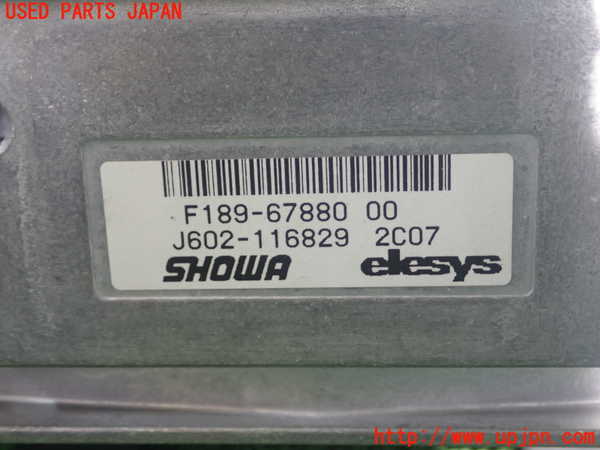 USED PARTS JAPAN
F189-67880 00
J602-116829 2C07
SHOWA elesys
http://www.upjpn.com/